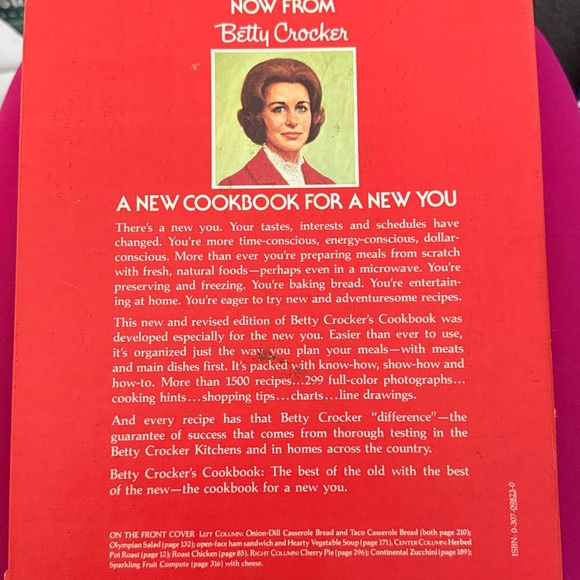 NOW FROM
Betty Crocker
A NEW COOKBOOK FOR A NEW YOU
There's a new you. Your tastes, interests and schedules have
changed. You're more time-conscious, energy-conscious, dollar-
conscious. More than ever you're preparing meals from scratch
with fresh, natural foods—perhaps even in a microwave. You're
preserving and freezing. You're baking bread. You're entertain-
ing at home. You're eager to try new and adventuresome recipes.
This new and revised edition of Betty Crocker's Cookbook was
developed especially for the new you. Easier than ever to use,
it's organized just the way you plan your meals—with meats
and main dishes first. It's packed with know-how, show-how and
how-to. More than 1500 recipes...299 full-color photographs...
cooking hints...shopping tips...charts...line drawings.
And every recipe has that Betty Crocker "difference"—the
guarantee of success that comes from thorough testing in the
Betty Crocker Kitchens and in homes across the country.
Betty Crocker's Cookbook: The best of the old with the best
of the new—the cookbook for a new you.
ON THE FRONT COVER LEFT COLUMN: Onion-Dill Casserole Bread and Taco Casserole Bread (both page 210);
Olympian Salad (page 132); open-face ham sandwich and Hearty Vegetable Soup (page 171). CENTER COLUMN: Herbed
Pot Roast (page 12); Roast Chicken (page 85). RIGHT COLUMN: Cherry Pie (page 296); Continental Zucchini (page 189);
Sparkling Fruit Compote (page 316) with cheese.
ISBN: 0-307-09823-0